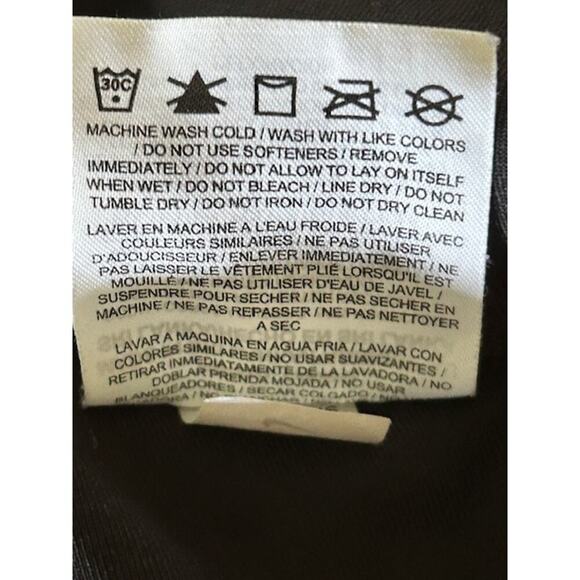 30C
MACHINE WASH COLD / WASH WITH LIKE COLORS
/ DO NOT USE SOFTENERS / REMOVE
IMMEDIATELY / DO NOT ALLOW TO LAY ON ITSELF
WHEN WET / DO NOT BLEACH / LINE DRY / DO NOT
TUMBLE DRY / DO NOT IRON / DO NOT DRY CLEAN
LAVER EN MACHINE A L'EAU FROIDE / LAVER AVEC
COULEURS SIMILAIRES / NE PAS UTILISER
D'ADOUCISSEUR / ENLEVER IMMEDIATEMENT / NE
PAS LAISSER LE VÊTEMENT PLIÉ LORSQU'IL EST
MOUILLÉ / NE PAS UTILISER D'EAU DE JAVEL /
SUSPENDRE POUR SECHER / NE PAS SECHER EN
MACHINE / NE PAS REPASSER / NE PAS NETTOYER
A SEC
LAVAR A MAQUINA EN AGUA FRIA / LAVAR CON
COLORES SIMILARES / NO USAR SUAVIZANTES /
RETIRAR IMMEDIATAMENTE DE LA LAVADORA / NO
DOBLAR PRENDA MOJADA / NO USAR
BLANQUEADORES / SECAR COLGADO / NO